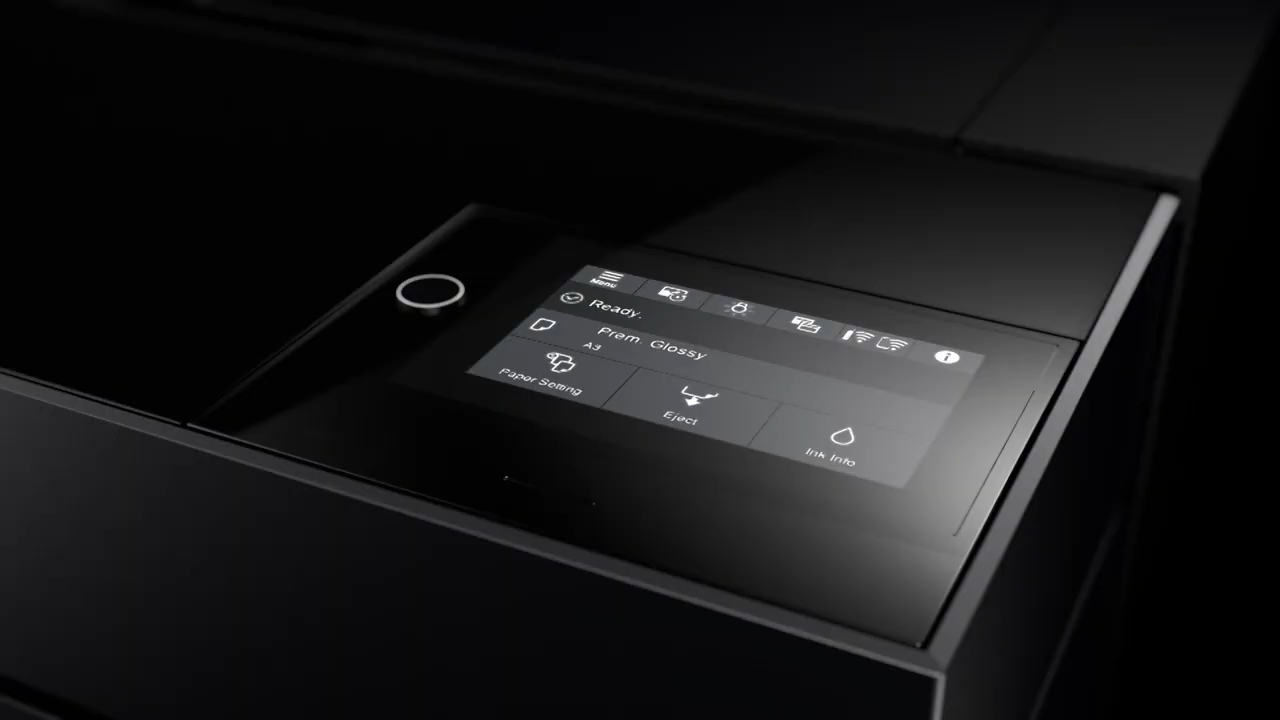 Menu
Ready.
Prem. Glossy
A3
Paper Setting
Eject
Ink Info